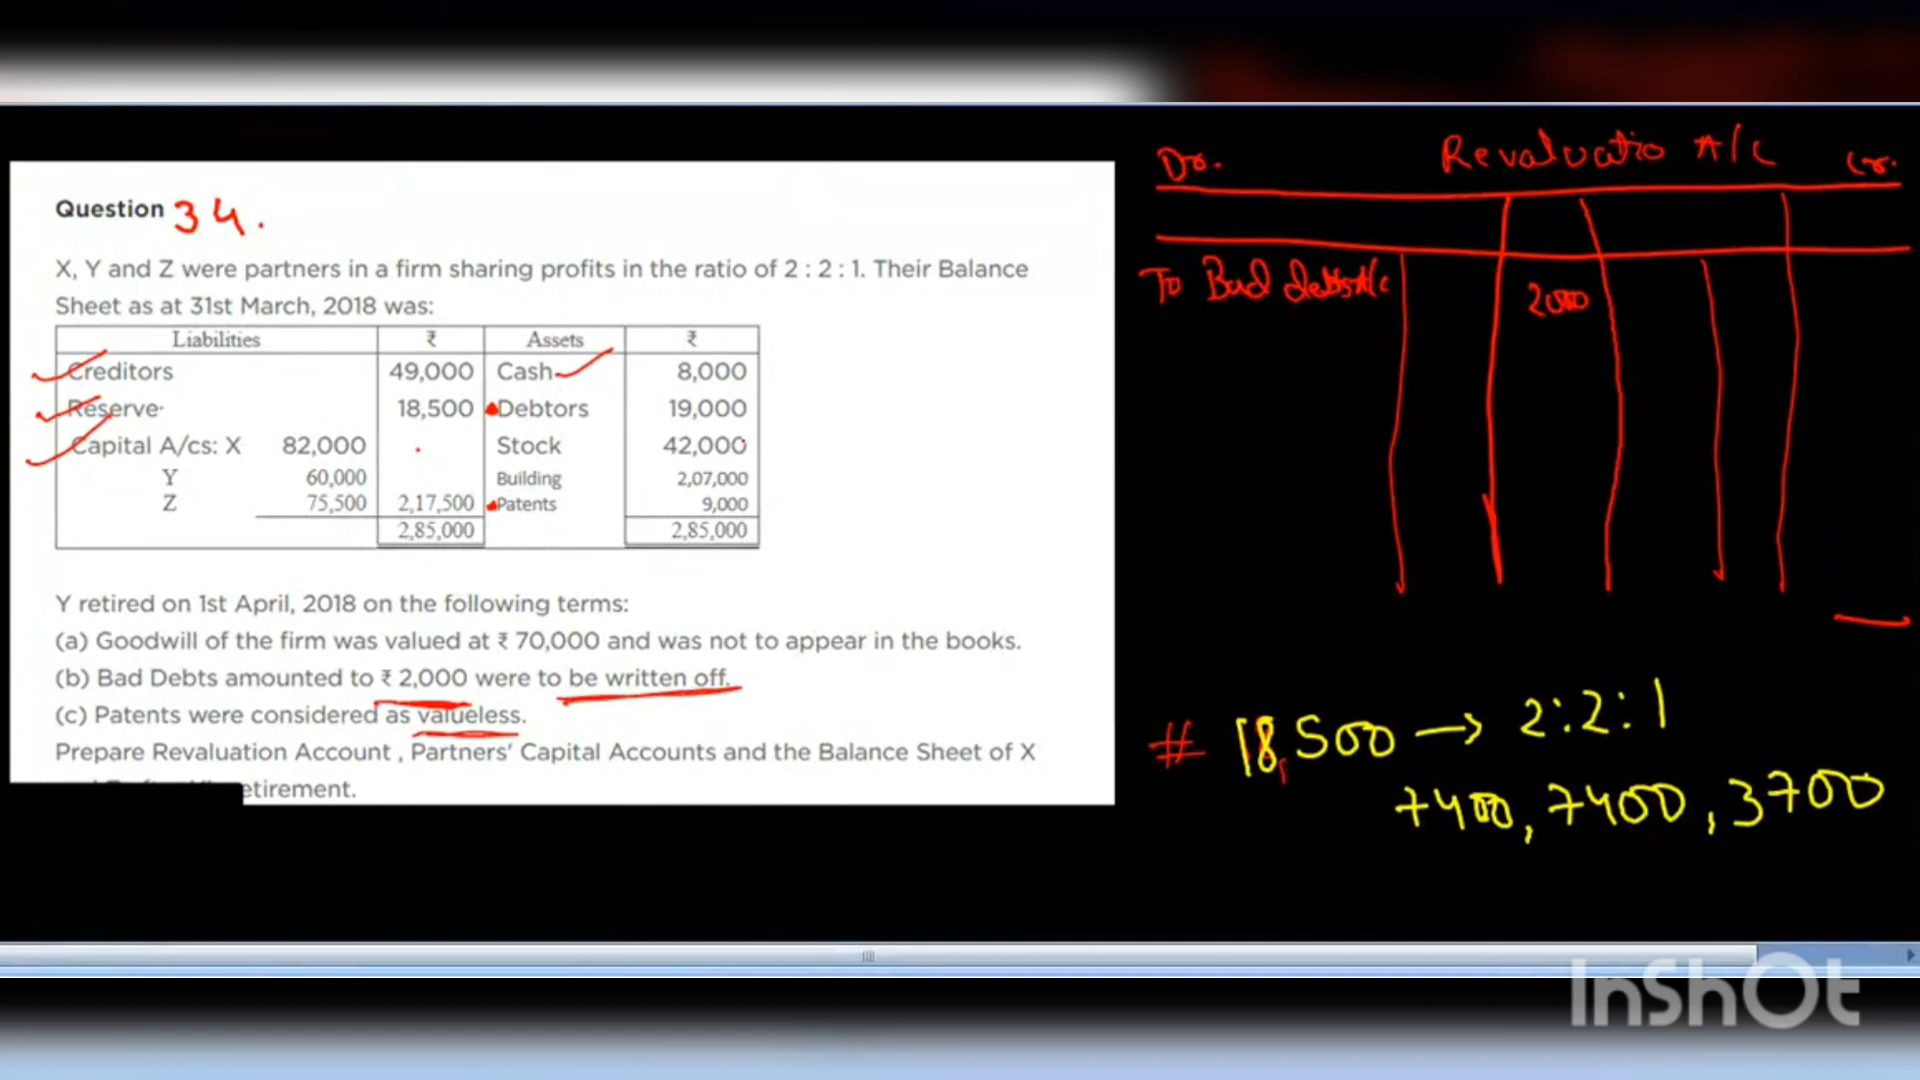 Question 34.
X, Y and Z were partners in a firm sharing profits in the ratio of 2 : 2 : 1. Their Balance
Sheet as at 31st March, 2018 was:
Liabilities ₹ Assets ₹
Creditors 49,000 Cash 8,000
Reserve 18,500 Debtors 19,000
Capital A/cs: X 82,000 Stock 42,000
Y 60,000 Building 2,07,000
Z 75,500 2,17,500 Patents 9,000
2,85,000 2,85,000
Y retired on 1st April, 2018 on the following terms:
(a) Goodwill of the firm was valued at ₹ 70,000 and was not to appear in the books.
(b) Bad Debts amounted to ₹ 2,000 were to be written off.
(c) Patents were considered as valueless.
Prepare Revaluation Account , Partners' Capital Accounts and the Balance Sheet of X
etirement.
Dr. Revaluatio A/c Cr.
To Bad debts A/c 2000
# 18,500 → 2:2:1
7400, 7400, 3700
InShOt